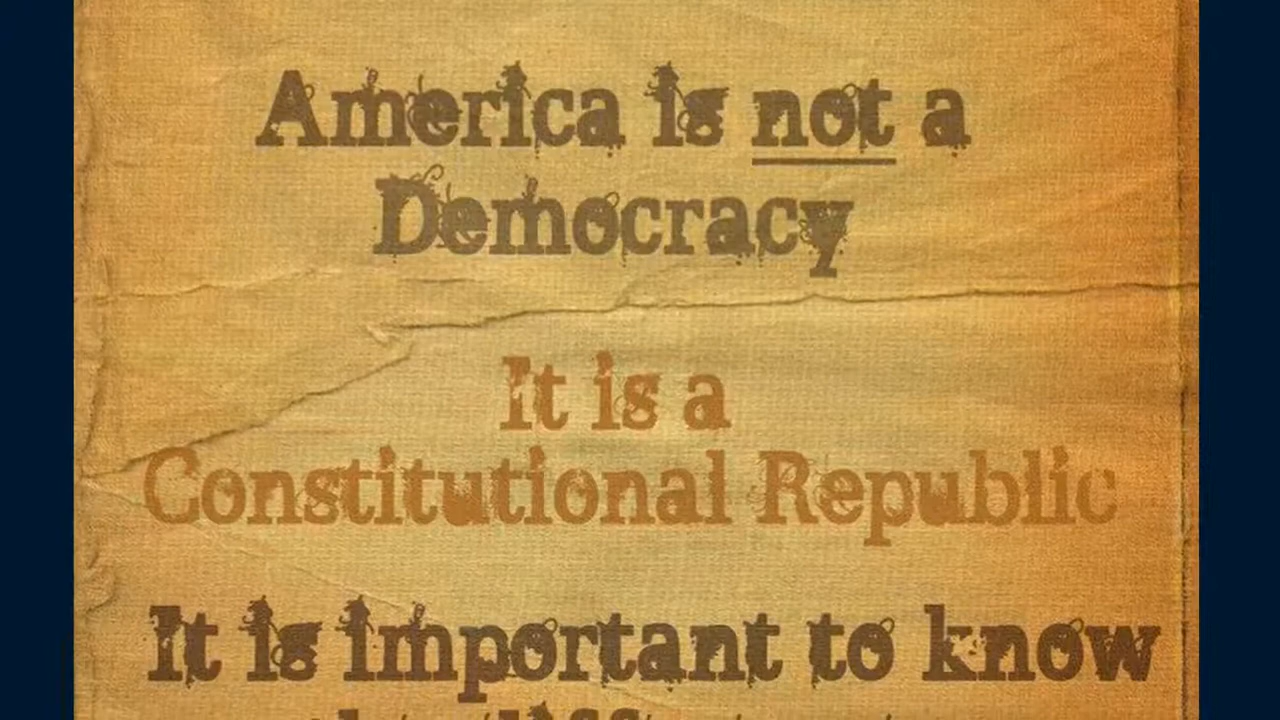 America is not a
Democracy
It is a
Constitutional Republic
It is important to know